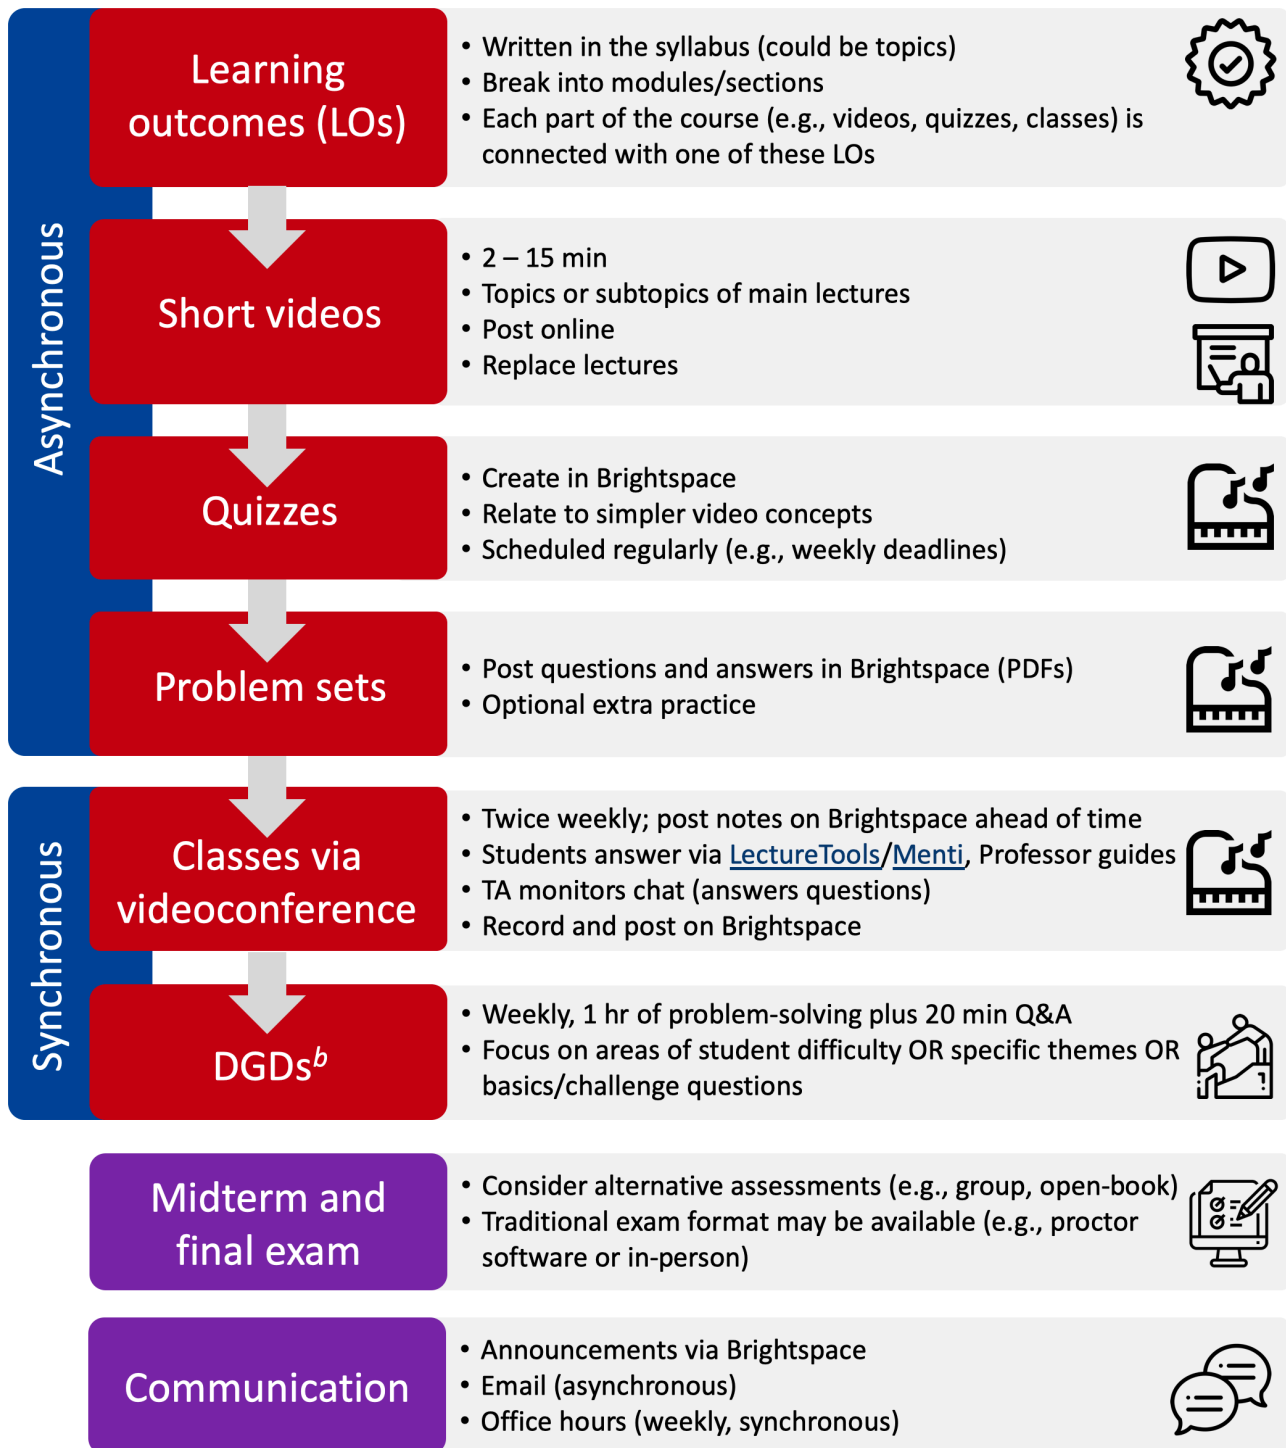 Asynchronous
Learning
outcomes (LOs)
• Written in the syllabus (could be topics)
• Break into modules/sections
• Each part of the course (e.g., videos, quizzes, classes) is
connected with one of these LOs
Short videos
• 2 – 15 min
• Topics or subtopics of main lectures
• Post online
• Replace lectures
Quizzes
• Create in Brightspace
• Relate to simpler video concepts
• Scheduled regularly (e.g., weekly deadlines)
Problem sets
• Post questions and answers in Brightspace (PDFs)
• Optional extra practice
Synchronous
Classes via
videoconference
• Twice weekly; post notes on Brightspace ahead of time
• Students answer via LectureTools/Menti, Professor guides
• TA monitors chat (answers questions)
• Record and post on Brightspace
DGDsᵇ
• Weekly, 1 hr of problem-solving plus 20 min Q&A
• Focus on areas of student difficulty OR specific themes OR
basics/challenge questions
Midterm and
final exam
• Consider alternative assessments (e.g., group, open-book)
• Traditional exam format may be available (e.g., proctor
software or in-person)
Communication
• Announcements via Brightspace
• Email (asynchronous)
• Office hours (weekly, synchronous)